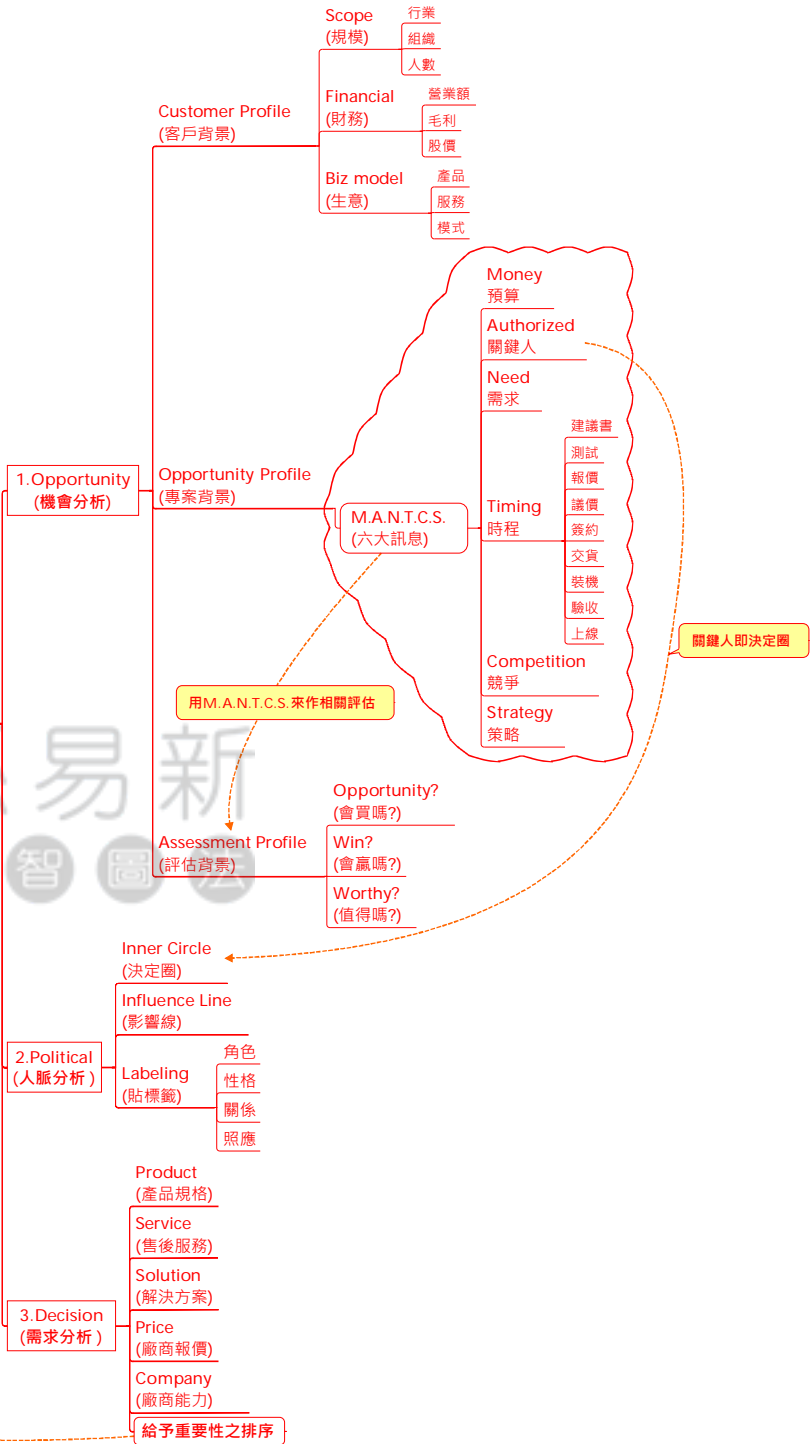 Scope
(規模)
行業
組織
人數
Financial
(財務)
營業額
毛利
股價
Customer Profile
(客戶背景)
Biz model
(生意)
產品
服務
模式
Money
預算
Authorized
關鍵人
Need
需求
1.Opportunity
(機會分析)
Opportunity Profile
(專案背景)
M.A.N.T.C.S.
(六大訊息)
Timing
時程
建議書
測試
報價
議價
簽約
交貨
裝機
驗收
上線
關鍵人即決定圈
Competition
競爭
Strategy
策略
用M.A.N.T.C.S.來作相關評估
易新
智圖法
Assessment Profile
(評估背景)
Opportunity?
(會買嗎?)
Win?
(會贏嗎?)
Worthy?
(值得嗎?)
2.Political
(人脈分析 )
Inner Circle
(決定圈)
Influence Line
(影響線)
Labeling
(貼標籤)
角色
性格
關係
照應
3.Decision
(需求分析 )
Product
(產品規格)
Service
(售後服務)
Solution
(解決方案)
Price
(廠商報價)
Company
(廠商能力)
給予重要性之排序